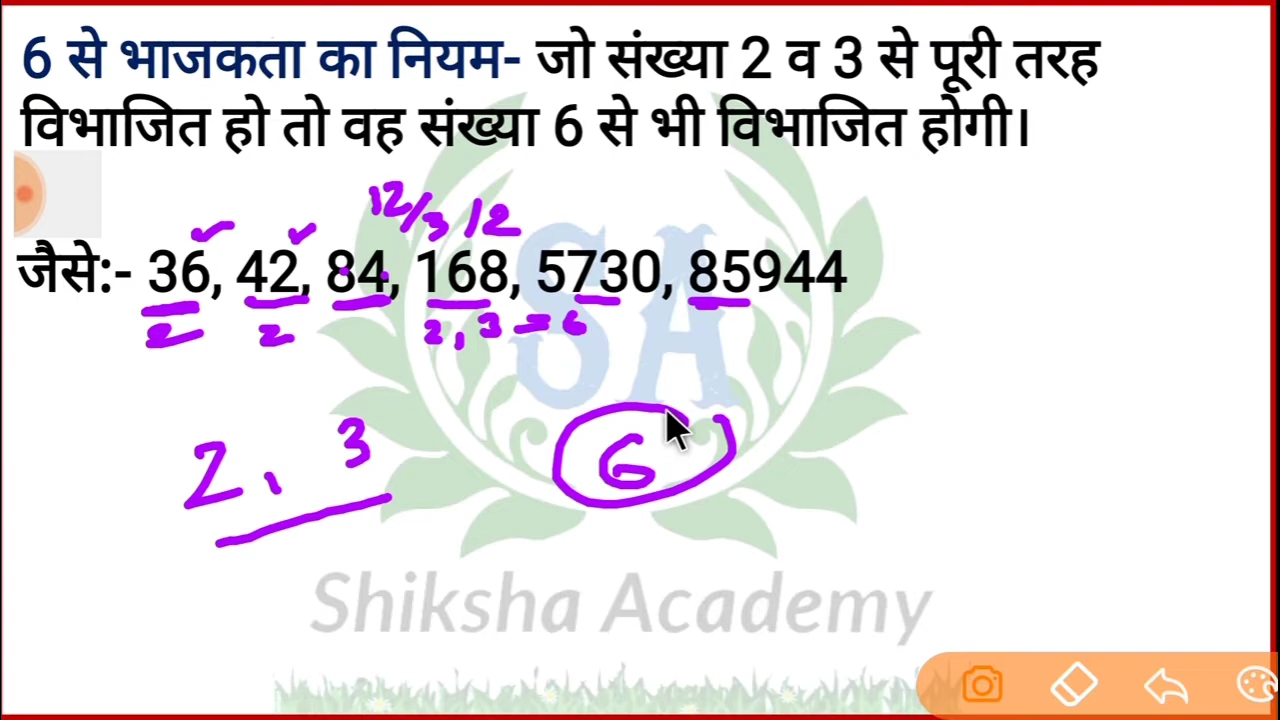 6 से भाजकता का नियम- जो संख्या 2 व 3 से पूरी तरह
विभाजित हो तो वह संख्या 6 से भी विभाजित होगी।
12/3 12
जैसे:- 36, 42, 84, 168, 5730, 85944
2 2 2, 3 = 6
2, 3 6
SA
Shiksha Academy